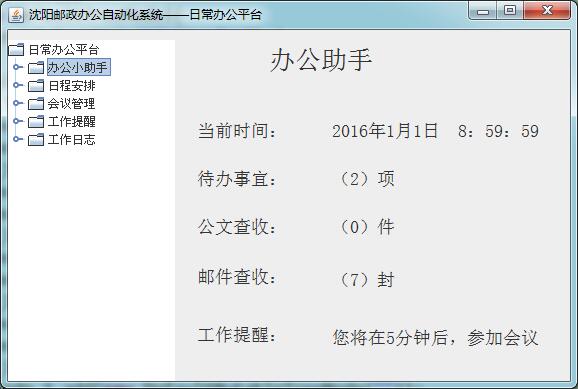 沈阳邮政办公自动化系统——日常办公平台
日常办公平台
办公小助手
日程安排
会议管理
工作提醒
工作日志
办公助手
当前时间： 2016年1月1日 8：59：59
待办事宜： （2）项
公文查收： （0）件
邮件查收： （7）封
工作提醒： 您将在5分钟后，参加会议